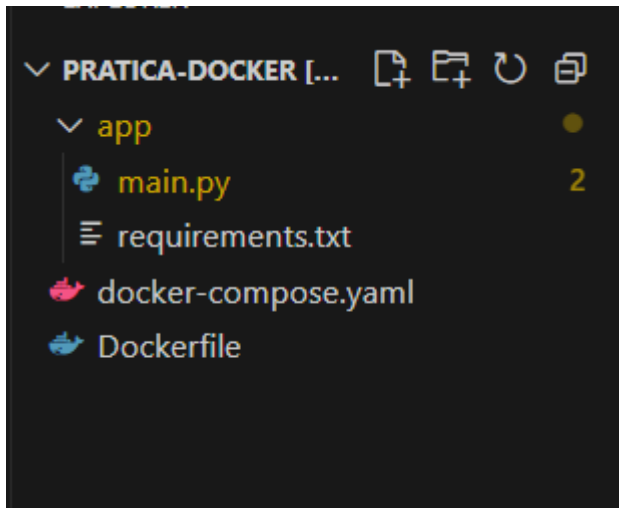 PRATICA-DOCKER [...
app
main.py 2
requirements.txt
docker-compose.yaml
Dockerfile